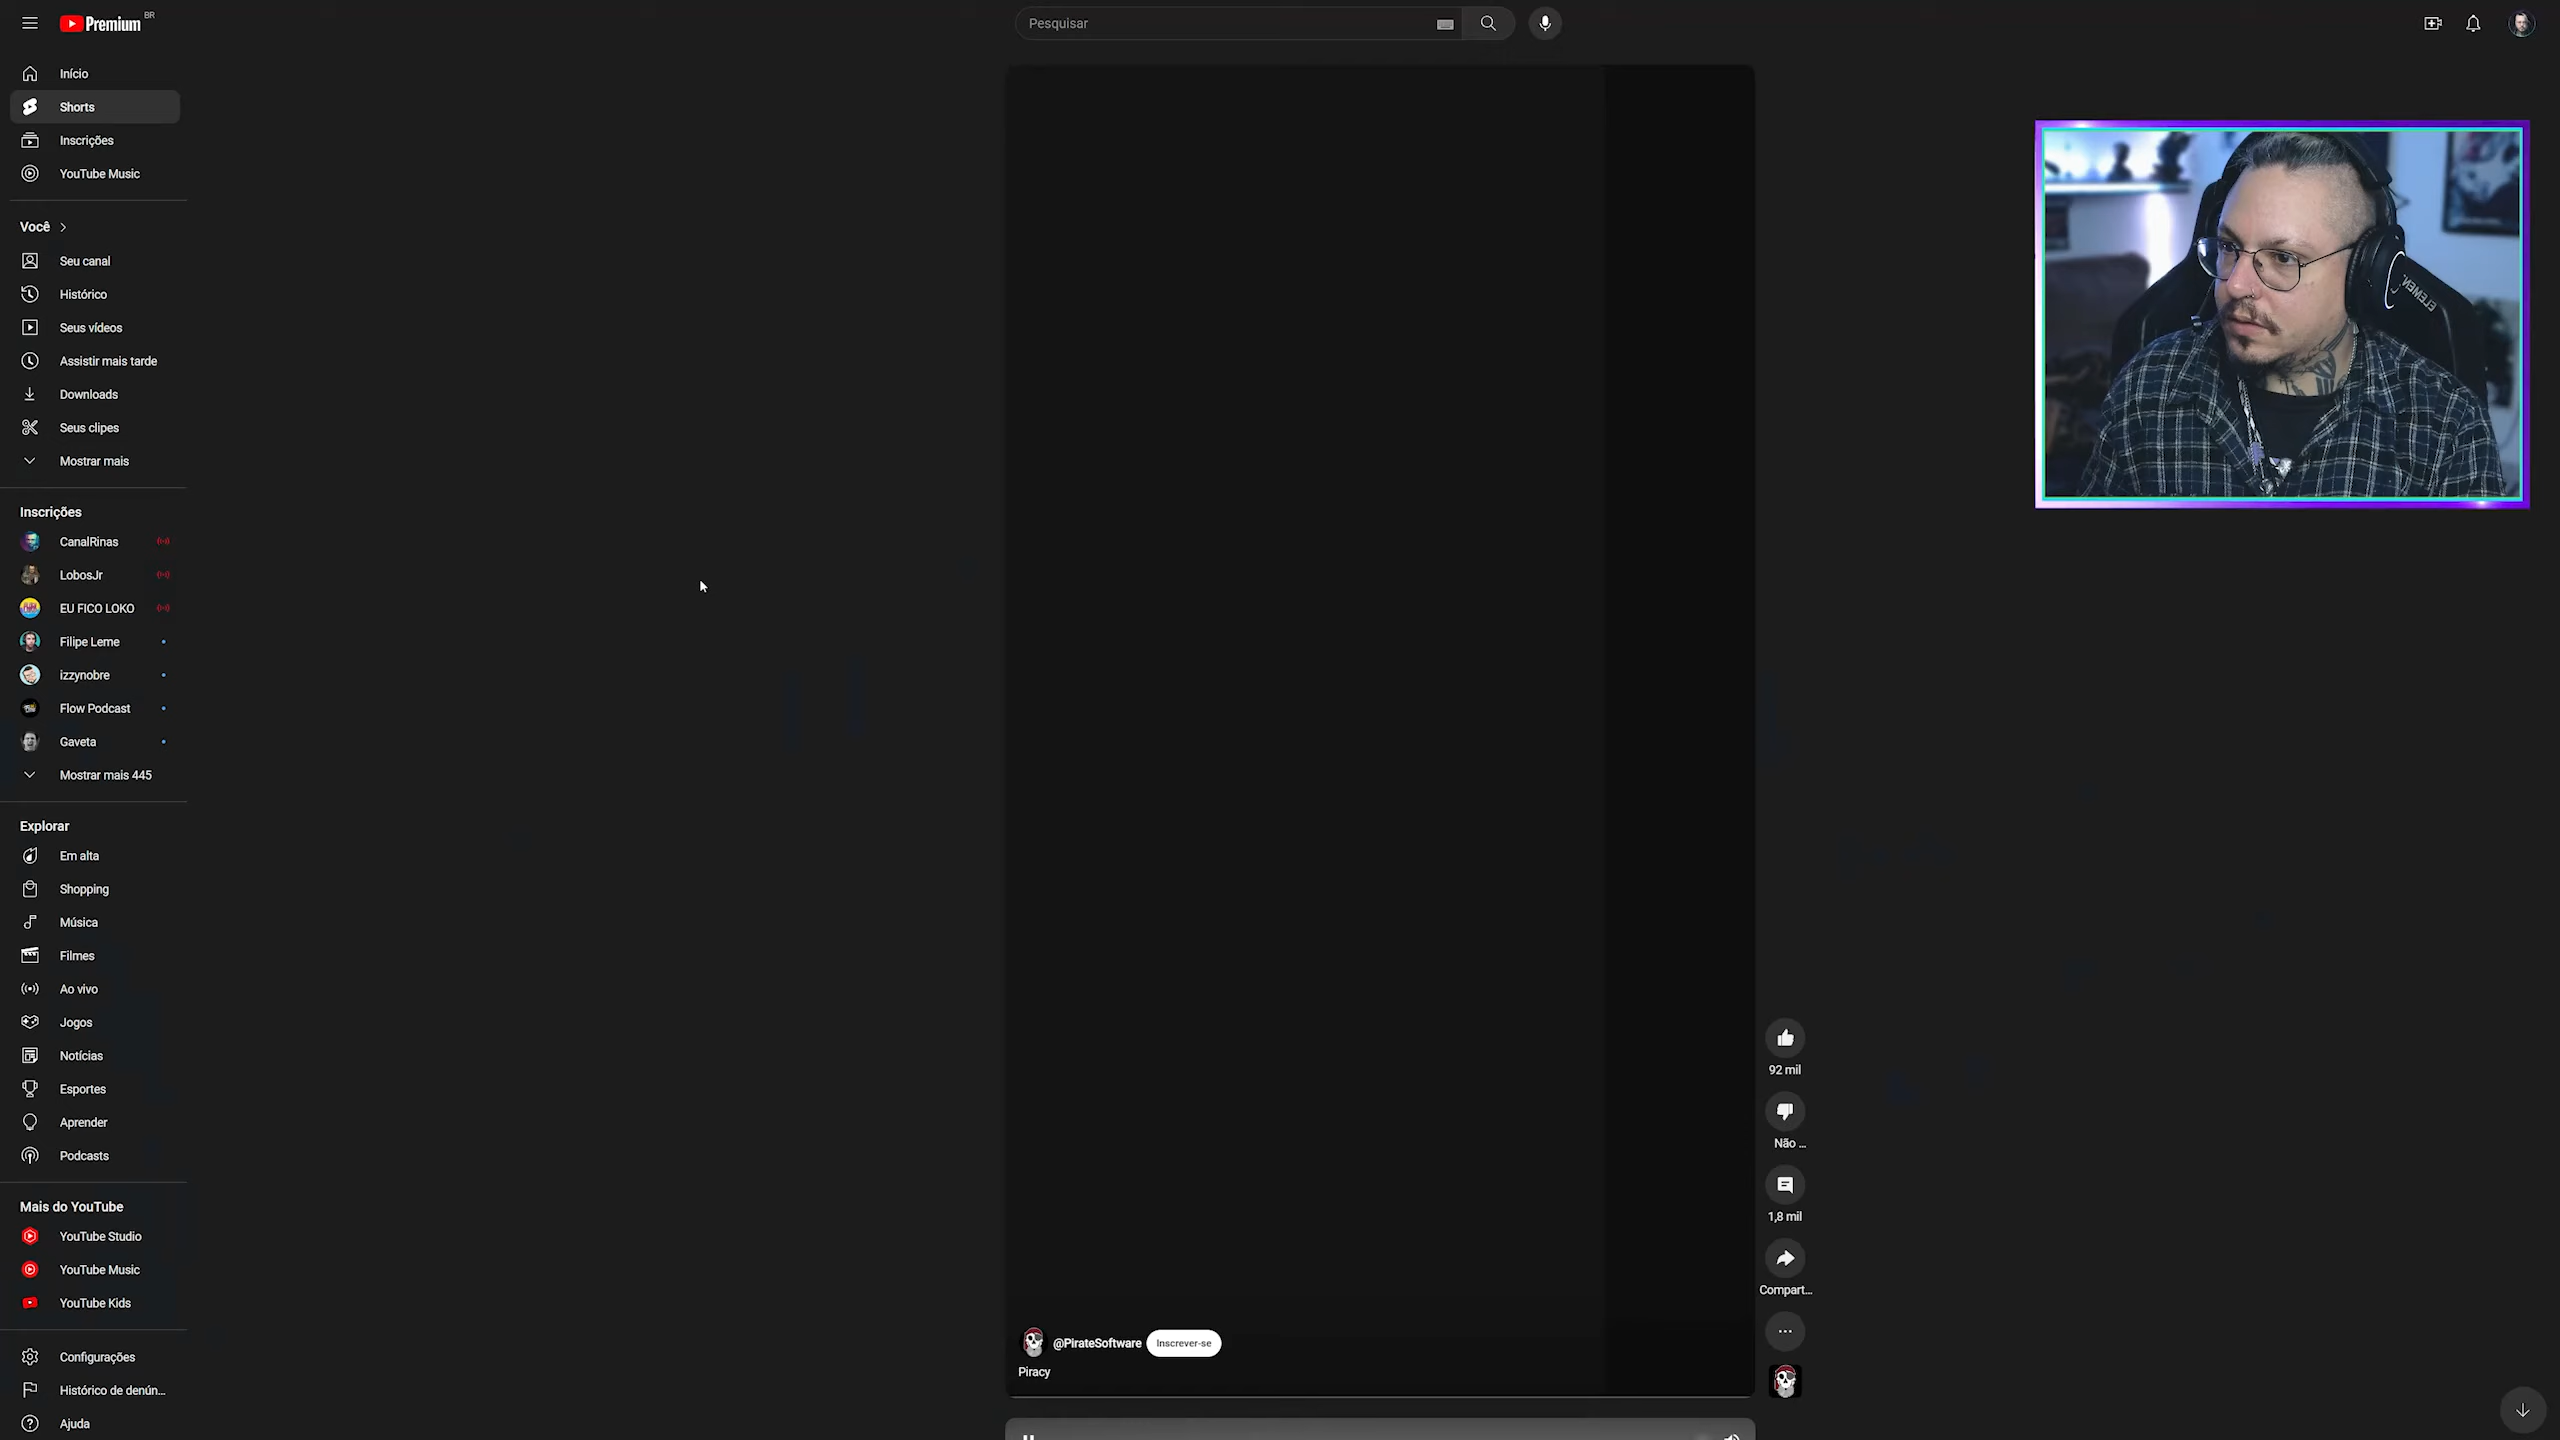 Premium BR
Pesquisar
Início
Shorts
Inscrições
YouTube Music
Você
Seu canal
Histórico
Seus vídeos
Assistir mais tarde
Downloads
Seus clipes
Mostrar mais
Inscrições
CanalRinas
LobosJr
EU FICO LOKO
Filipe Leme
izzynobre
Flow Podcast
Gaveta
Mostrar mais 445
Explorar
Em alta
Shopping
Música
Filmes
Ao vivo
Jogos
Notícias
Esportes
Aprender
Podcasts
Mais do YouTube
YouTube Studio
YouTube Music
YouTube Kids
Configurações
Histórico de denún...
Ajuda
@PirateSoftware Inscrever-se
Piracy
92 mil
Não ...
1,8 mil
Compart...
ELEMEN